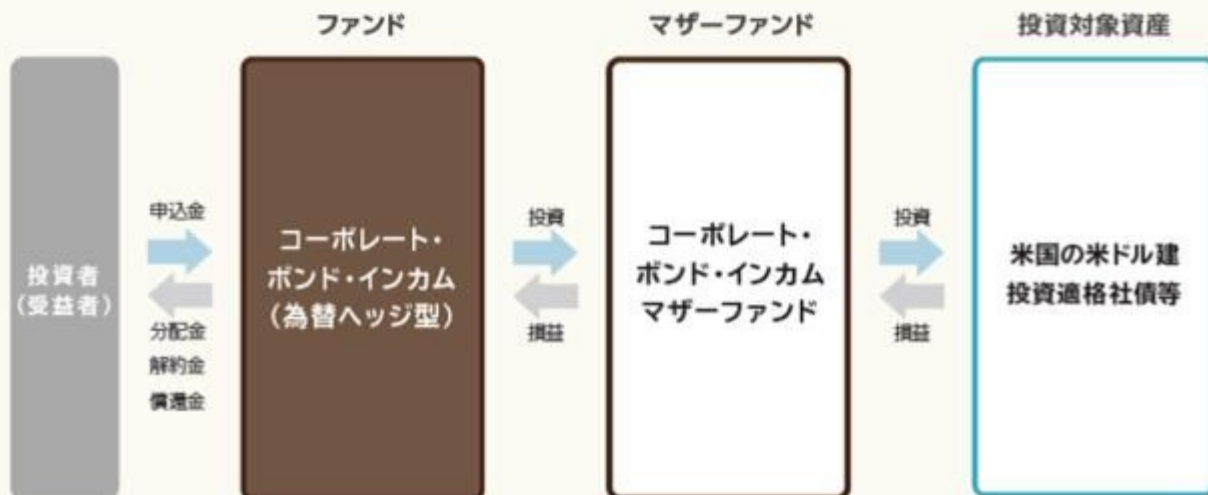 ファンド
マザーファンド
投資対象資産
投資者
(受益者)
申込金
分配金
解約金
償還金
コーポレート・
ボンド・インカム
(為替ヘッジ型)
投資
損益
コーポレート・
ボンド・インカム
マザーファンド
投資
損益
米国の米ドル建
投資適格社債等